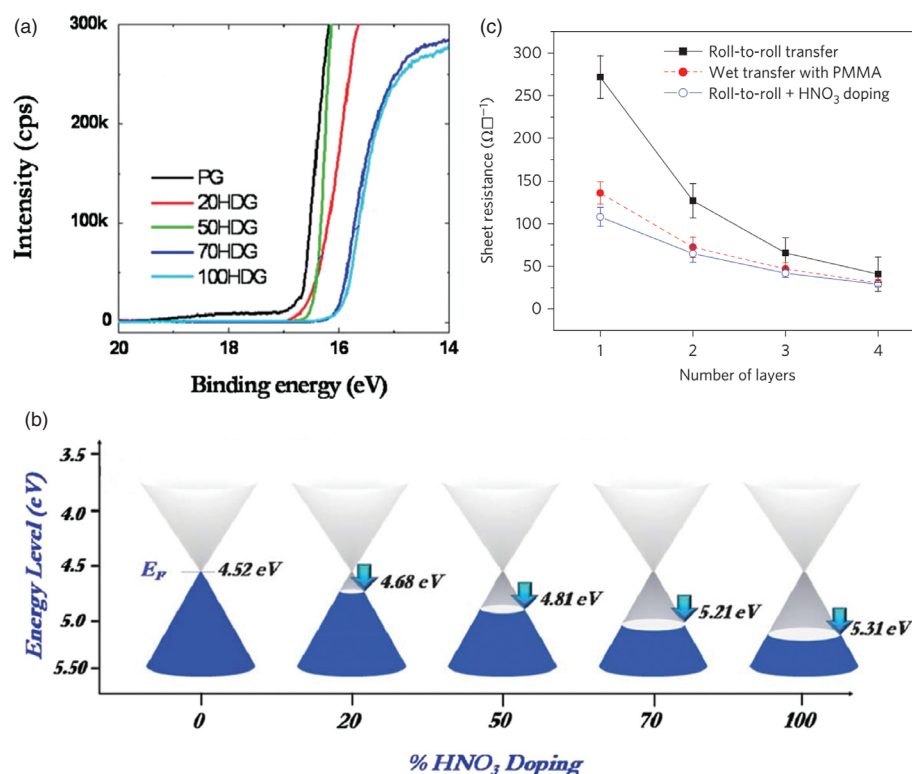 (a)
300k
200k
100k
0
Intensity (cps)
PG
20HDG
50HDG
70HDG
100HDG
20
18
16
14
Binding energy (eV)
(c)
300
250
200
150
100
50
0
Sheet resistance (Ω□⁻¹)
Roll-to-roll transfer
Wet transfer with PMMA
Roll-to-roll + HNO₃ doping
1
2
3
4
Number of layers
(b)
3.5
4.0
4.5
5.0
5.50
Energy Level (eV)
E_F
4.52 eV
4.68 eV
4.81 eV
5.21 eV
5.31 eV
0
20
50
70
100
% HNO₃ Doping